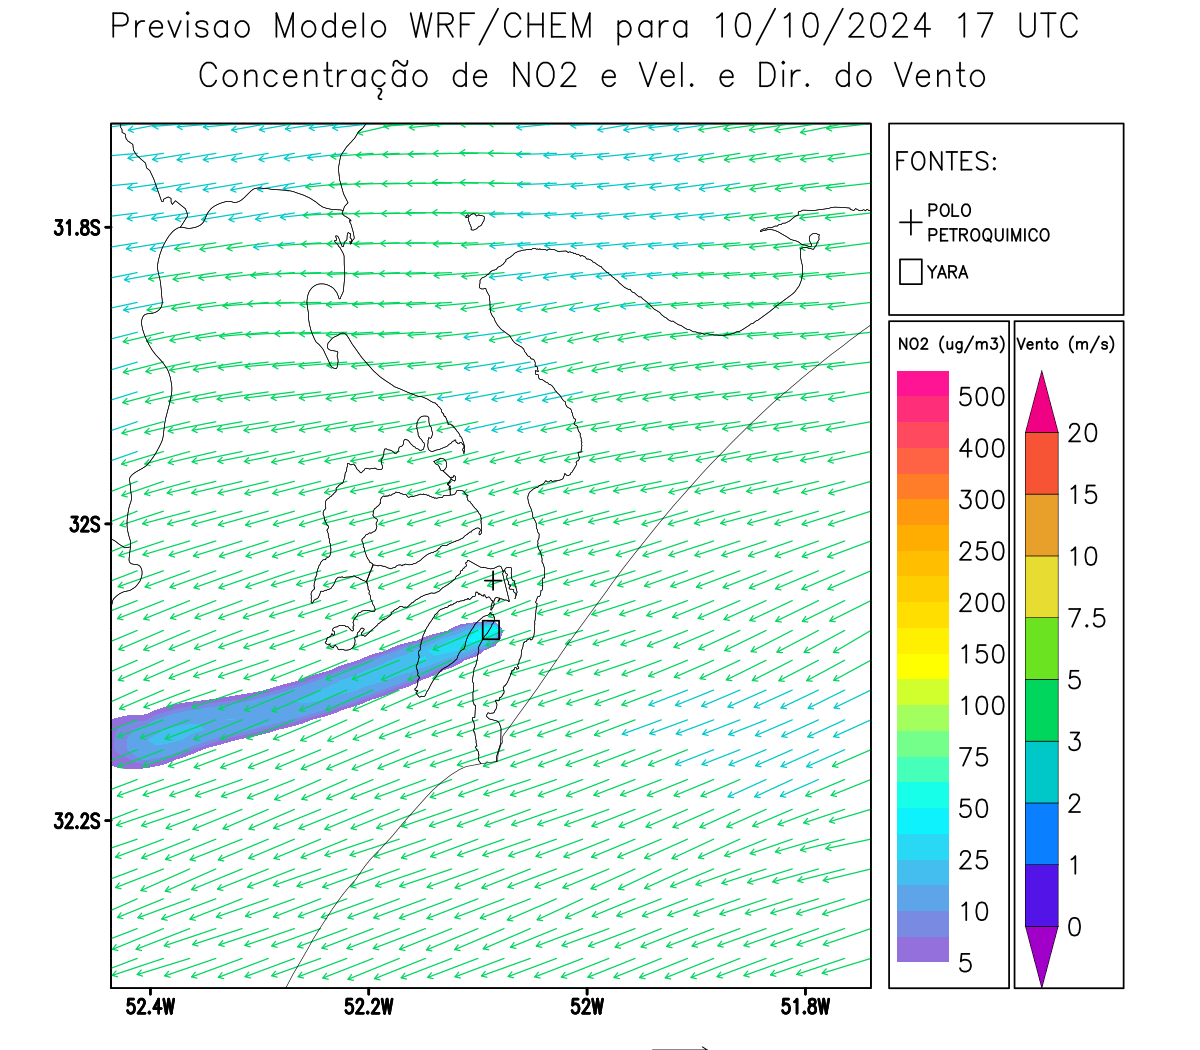 Previsao Modelo WRF/CHEM para 10/10/2024 17 UTC
Concentração de NO2 e Vel. e Dir. do Vento
FONTES:
POLO
PETROQUIMICO
YARA
NO2 (ug/m3)
500
400
300
250
200
150
100
75
50
25
10
5
Vento (m/s)
20
15
10
7.5
5
3
2
1
0
31.8S
32S
32.2S
52.4W
52.2W
52W
51.8W